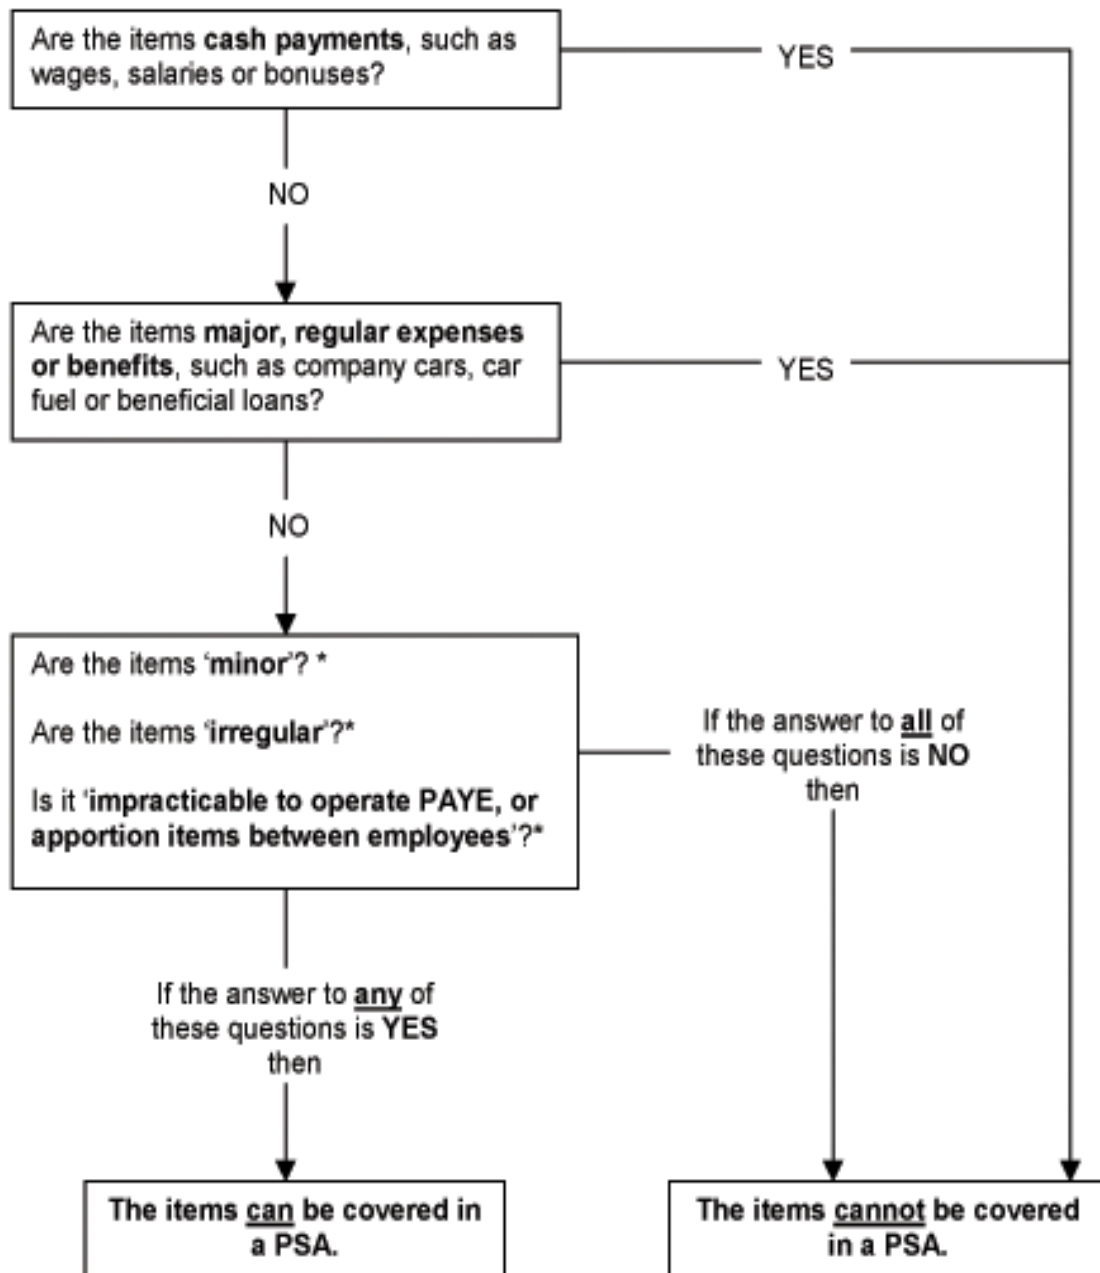 Are the items cash payments, such as
wages, salaries or bonuses?
YES
NO
Are the items major, regular expenses
or benefits, such as company cars, car
fuel or beneficial loans?
YES
NO
Are the items ‘minor’? *
Are the items ‘irregular’?*
Is it ‘impracticable to operate PAYE, or
apportion items between employees’?*
If the answer to all of
these questions is NO
then
If the answer to any of
these questions is YES
then
The items can be covered in
a PSA.
The items cannot be covered
in a PSA.